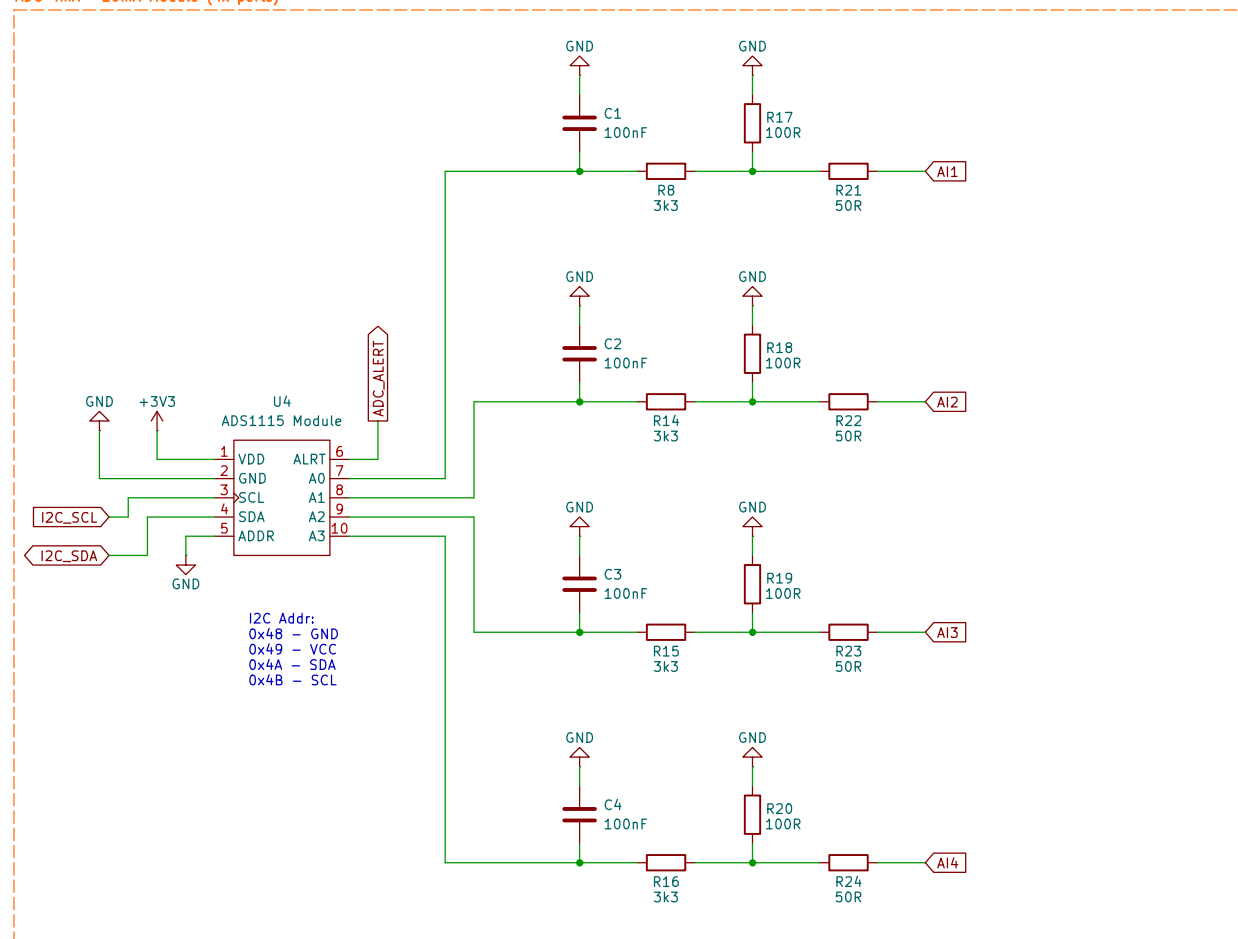 GND
GND
C1
100nF
R17
100R
R8
3k3
R21
50R
AI1
GND
GND
C2
100nF
R18
100R
R14
3k3
R22
50R
AI2
ADC_ALERT
GND
+3V3
U4
ADS1115 Module
1 VDD
2 GND
3 SCL
4 SDA
5 ADDR
ALRT 6
A0 7
A1 8
A2 9
A3 10
I2C_SCL
I2C_SDA
GND
I2C Addr:
0x48 – GND
0x49 – VCC
0x4A – SDA
0x4B – SCL
GND
GND
C3
100nF
R19
100R
R15
3k3
R23
50R
AI3
GND
GND
C4
100nF
R20
100R
R16
3k3
R24
50R
AI4